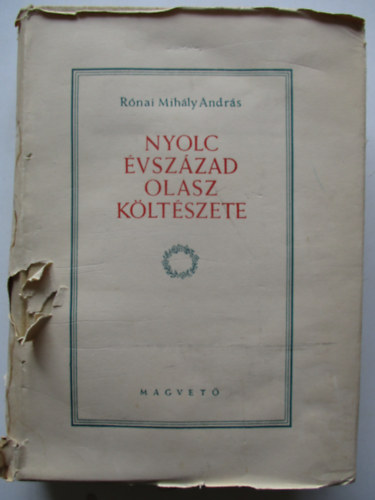 Rónai Mihály András
NYOLC
ÉVSZÁZAD
OLASZ
KÖLTÉSZETE
MAGVETŐ